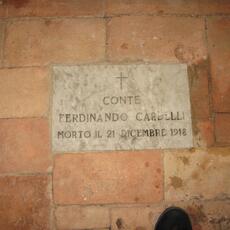 CONTE
FERDINANDO CARDELLI
MORTO IL 21 DICEMBRE 1918